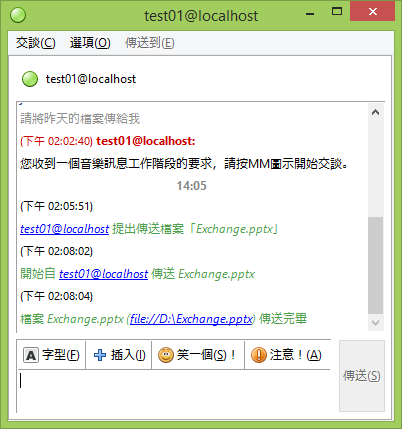 test01@localhost
交談(C) 選項(O) 傳送到(E)
test01@localhost
請將昨天的檔案傳給我
(下午 02:02:40) test01@localhost:
您收到一個音樂訊息工作階段的要求，請按MM圖示開始交談。
14:05
(下午 02:05:51)
test01@localhost 提出傳送檔案「Exchange.pptx」
(下午 02:08:02)
開始自 test01@localhost 傳送 Exchange.pptx
(下午 02:08:04)
檔案 Exchange.pptx (file://D:\Exchange.pptx) 傳送完畢
A 字型(F) 插入(I) 笑一個(S)！ 注意！(A)
傳送(S)